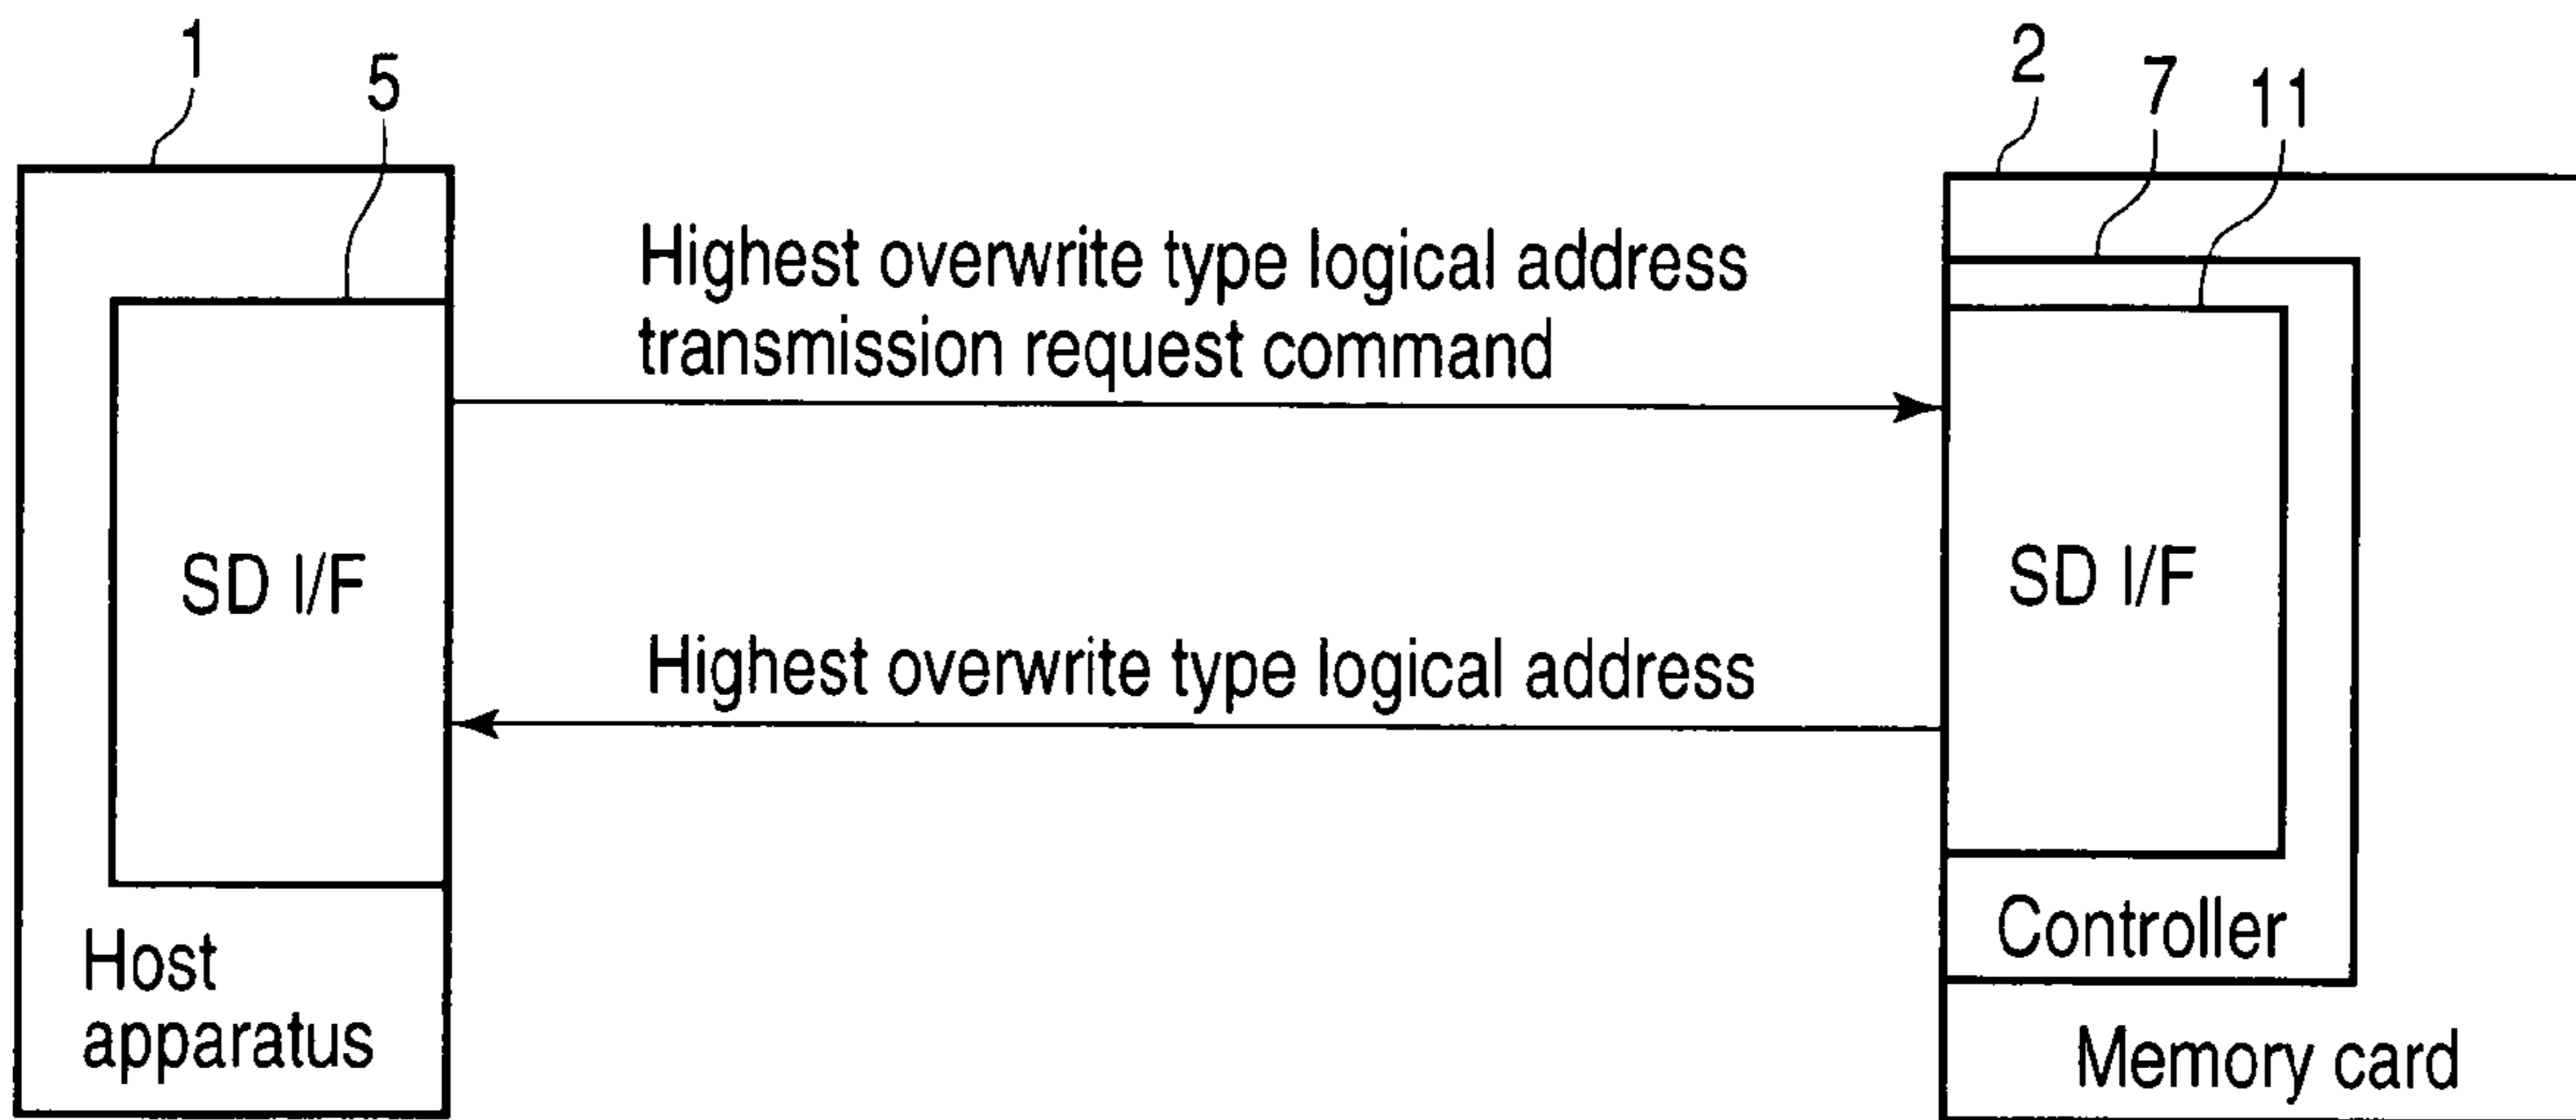 1
5
2
7
11
Highest overwrite type logical address
transmission request command
SD I/F
SD I/F
Highest overwrite type logical address
Controller
Host
apparatus
Memory card